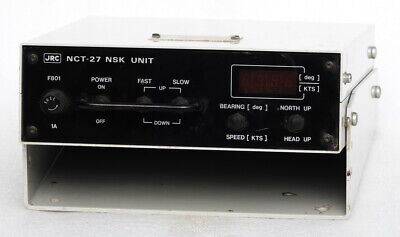 JRC NCT-27 NSK UNIT
F801 POWER FAST SLOW
ON UP
[ deg ]
[ KTS ]
BEARING [ deg ] NORTH UP
1A OFF DOWN
SPEED [ KTS ] HEAD UP